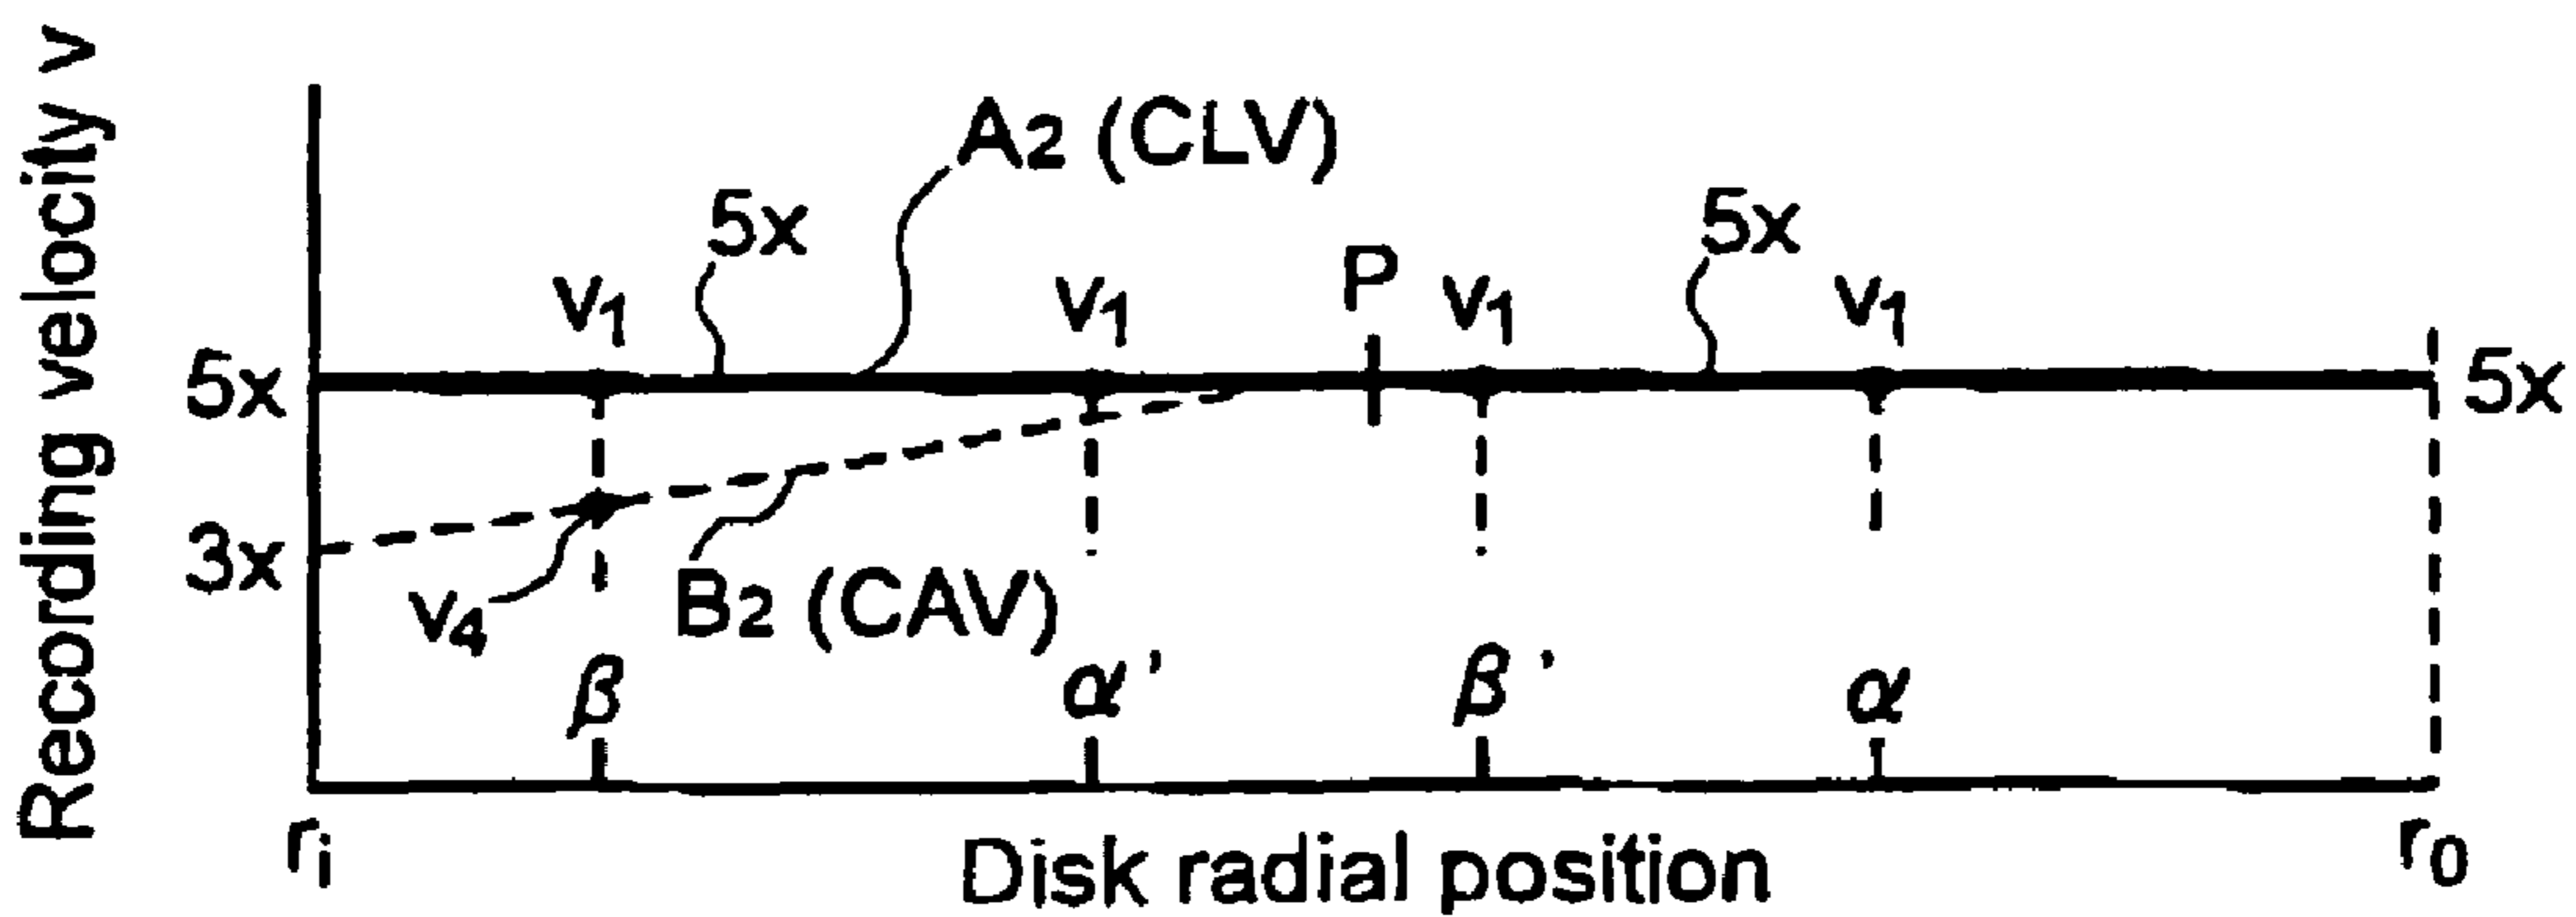 Recording velocity v
A2 (CLV)
5x
5x
P
v1
v1
v1
v1
5x
5x
3x
v4
B2 (CAV)
β
α'
β'
α
ri
Disk radial position
r0